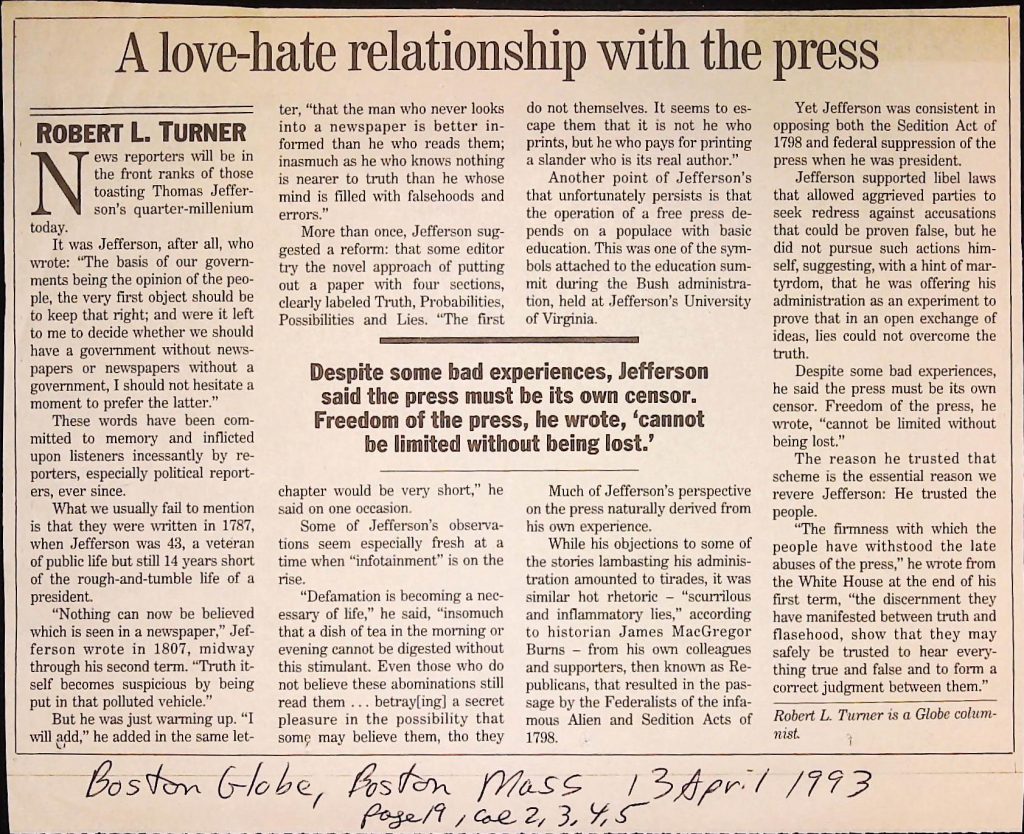 A love-hate relationship with the press
ROBERT L. TURNER
News reporters will be in
the front ranks of those
toasting Thomas Jeffer-
son's quarter-millenium
today.
It was Jefferson, after all, who
wrote: "The basis of our govern-
ments being the opinion of the peo-
ple, the very first object should be
to keep that right; and were it left
to me to decide whether we should
have a government without news-
papers or newspapers without a
government, I should not hesitate a
moment to prefer the latter."
These words have been com-
mitted to memory and inflicted
upon listeners incessantly by re-
porters, especially political report-
ers, ever since.
What we usually fail to mention
is that they were written in 1787,
when Jefferson was 43, a veteran
of public life but still 14 years short
of the rough-and-tumble life of a
president.
"Nothing can now be believed
which is seen in a newspaper," Jef-
ferson wrote in 1807, midway
through his second term. "Truth it-
self becomes suspicious by being
put in that polluted vehicle."
But he was just warming up. "I
will add," he added in the same let-
ter, "that the man who never looks
into a newspaper is better in-
formed than he who reads them;
inasmuch as he who knows nothing
is nearer to truth than he whose
mind is filled with falsehoods and
errors."
More than once, Jefferson sug-
gested a reform: that some editor
try the novel approach of putting
out a paper with four sections,
clearly labeled Truth, Probabilities,
Possibilities and Lies. "The first
chapter would be very short," he
said on one occasion.
Some of Jefferson's observa-
tions seem especially fresh at a
time when "infotainment" is on the
rise.
"Defamation is becoming a nec-
essary of life," he said, "insomuch
that a dish of tea in the morning or
evening cannot be digested without
this stimulant. Even those who do
not believe these abominations still
read them ... betray[ing] a secret
pleasure in the possibility that
some may believe them, tho they
do not themselves. It seems to es-
cape them that it is not he who
prints, but he who pays for printing
a slander who is its real author."
Another point of Jefferson's
that unfortunately persists is that
the operation of a free press de-
pends on a populace with basic
education. This was one of the sym-
bols attached to the education sum-
mit during the Bush administra-
tion, held at Jefferson's University
of Virginia.
Despite some bad experiences, Jefferson
said the press must be its own censor.
Freedom of the press, he wrote, 'cannot
be limited without being lost.'
Much of Jefferson's perspective
on the press naturally derived from
his own experience.
While his objections to some of
the stories lambasting his adminis-
tration amounted to tirades, it was
similar hot rhetoric – "scurrilous
and inflammatory lies," according
to historian James MacGregor
Burns – from his own colleagues
and supporters, then known as Re-
publicans, that resulted in the pas-
sage by the Federalists of the infa-
mous Alien and Sedition Acts of
1798.
Yet Jefferson was consistent in
opposing both the Sedition Act of
1798 and federal suppression of the
press when he was president.
Jefferson supported libel laws
that allowed aggrieved parties to
seek redress against accusations
that could be proven false, but he
did not pursue such actions him-
self, suggesting, with a hint of mar-
tyrdom, that he was offering his
administration as an experiment to
prove that in an open exchange of
ideas, lies could not overcome the
truth.
Despite some bad experiences,
he said the press must be its own
censor. Freedom of the press, he
wrote, "cannot be limited without
being lost."
The reason he trusted that
scheme is the essential reason we
revere Jefferson: He trusted the
people.
"The firmness with which the
people have withstood the late
abuses of the press," he wrote from
the White House at the end of his
first term, "the discernment they
have manifested between truth and
flasehood, show that they may
safely be trusted to hear every-
thing true and false and to form a
correct judgment between them."
Robert L. Turner is a Globe colum-
nist.
Boston Globe, Boston Mass 13 April 1993
page 19, col 2, 3, 4, 5